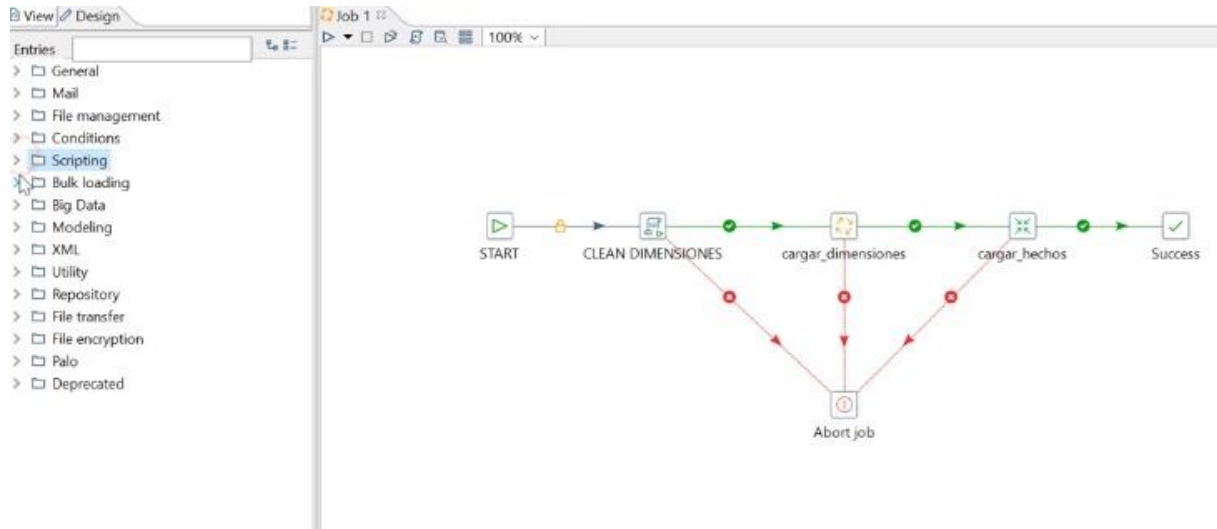 View Design
Job 1
100%
Entries
General
Mail
File management
Conditions
Scripting
Bulk loading
Big Data
Modeling
XML
Utility
Repository
File transfer
File encryption
Palo
Deprecated
START
CLEAN DIMENSIONES
cargar_dimensiones
cargar_hechos
Success
Abort job